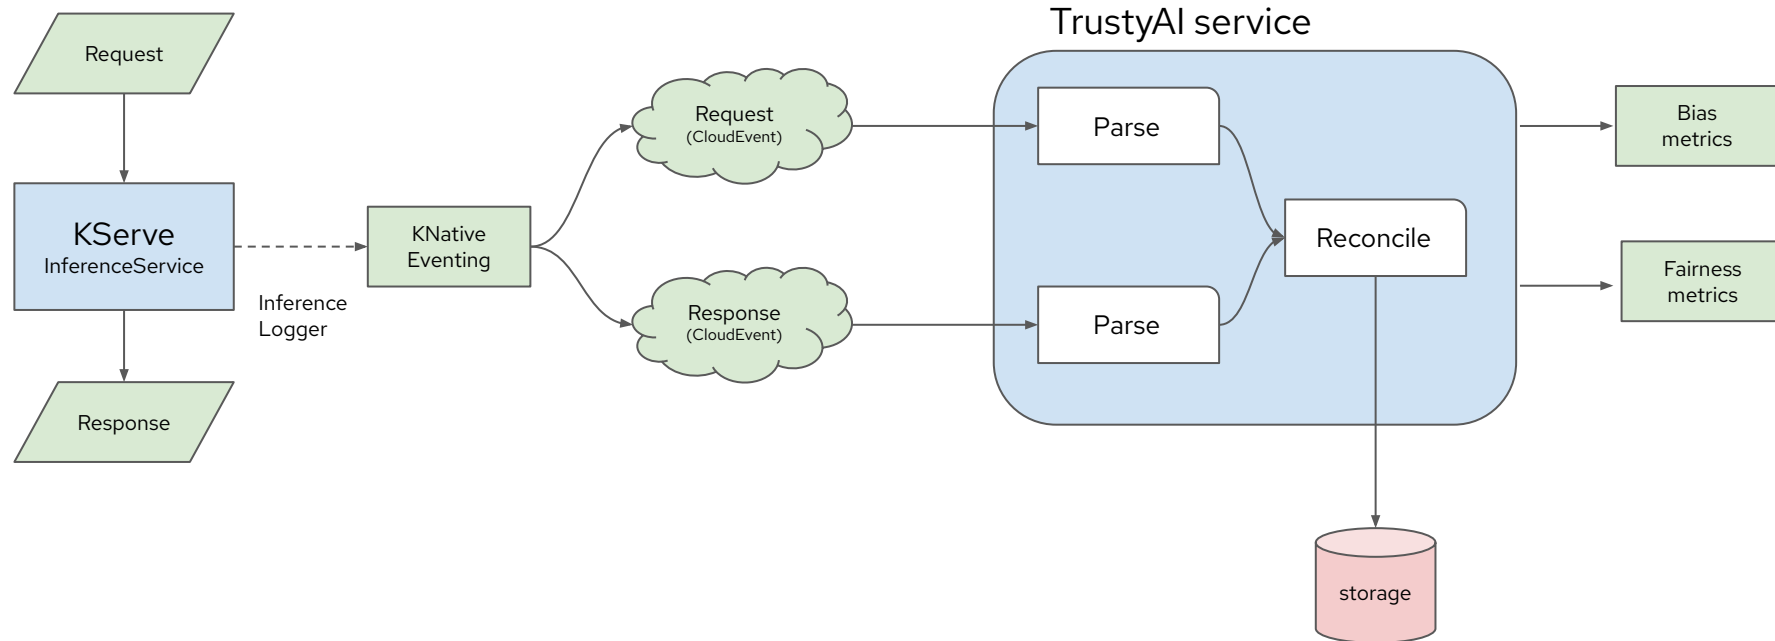 TrustyAI service
Request
KServe
InferenceService
Response
Inference
Logger
KNative
Eventing
Request
(CloudEvent)
Response
(CloudEvent)
Parse
Parse
Reconcile
storage
Bias
metrics
Fairness
metrics